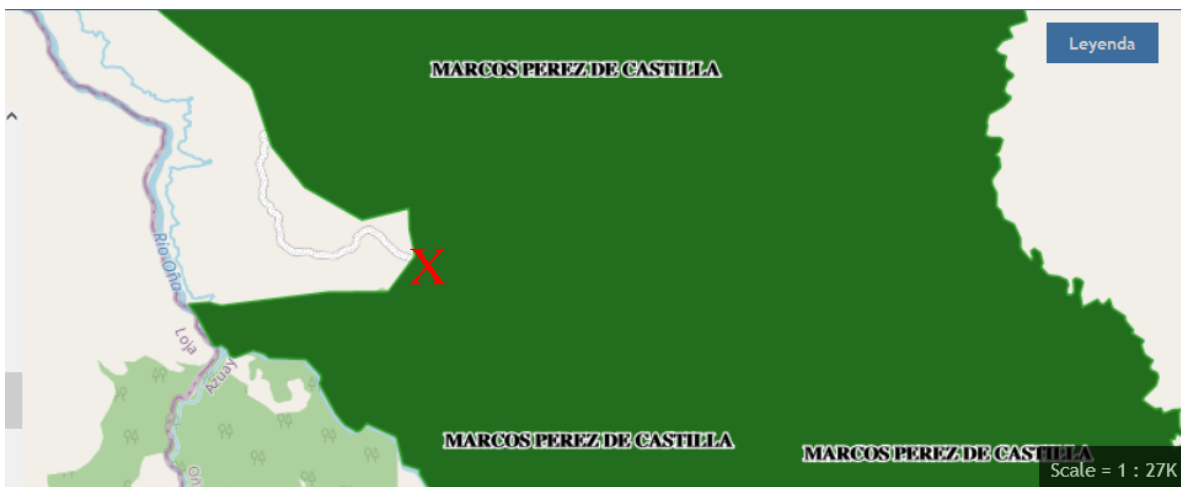 Leyenda
MARCOS PEREZ DE CASTILLA
X
Río Oña
Loja
Azuay
MARCOS PEREZ DE CASTILLA
MARCOS PEREZ DE CASTILLA
Scale = 1 : 27K